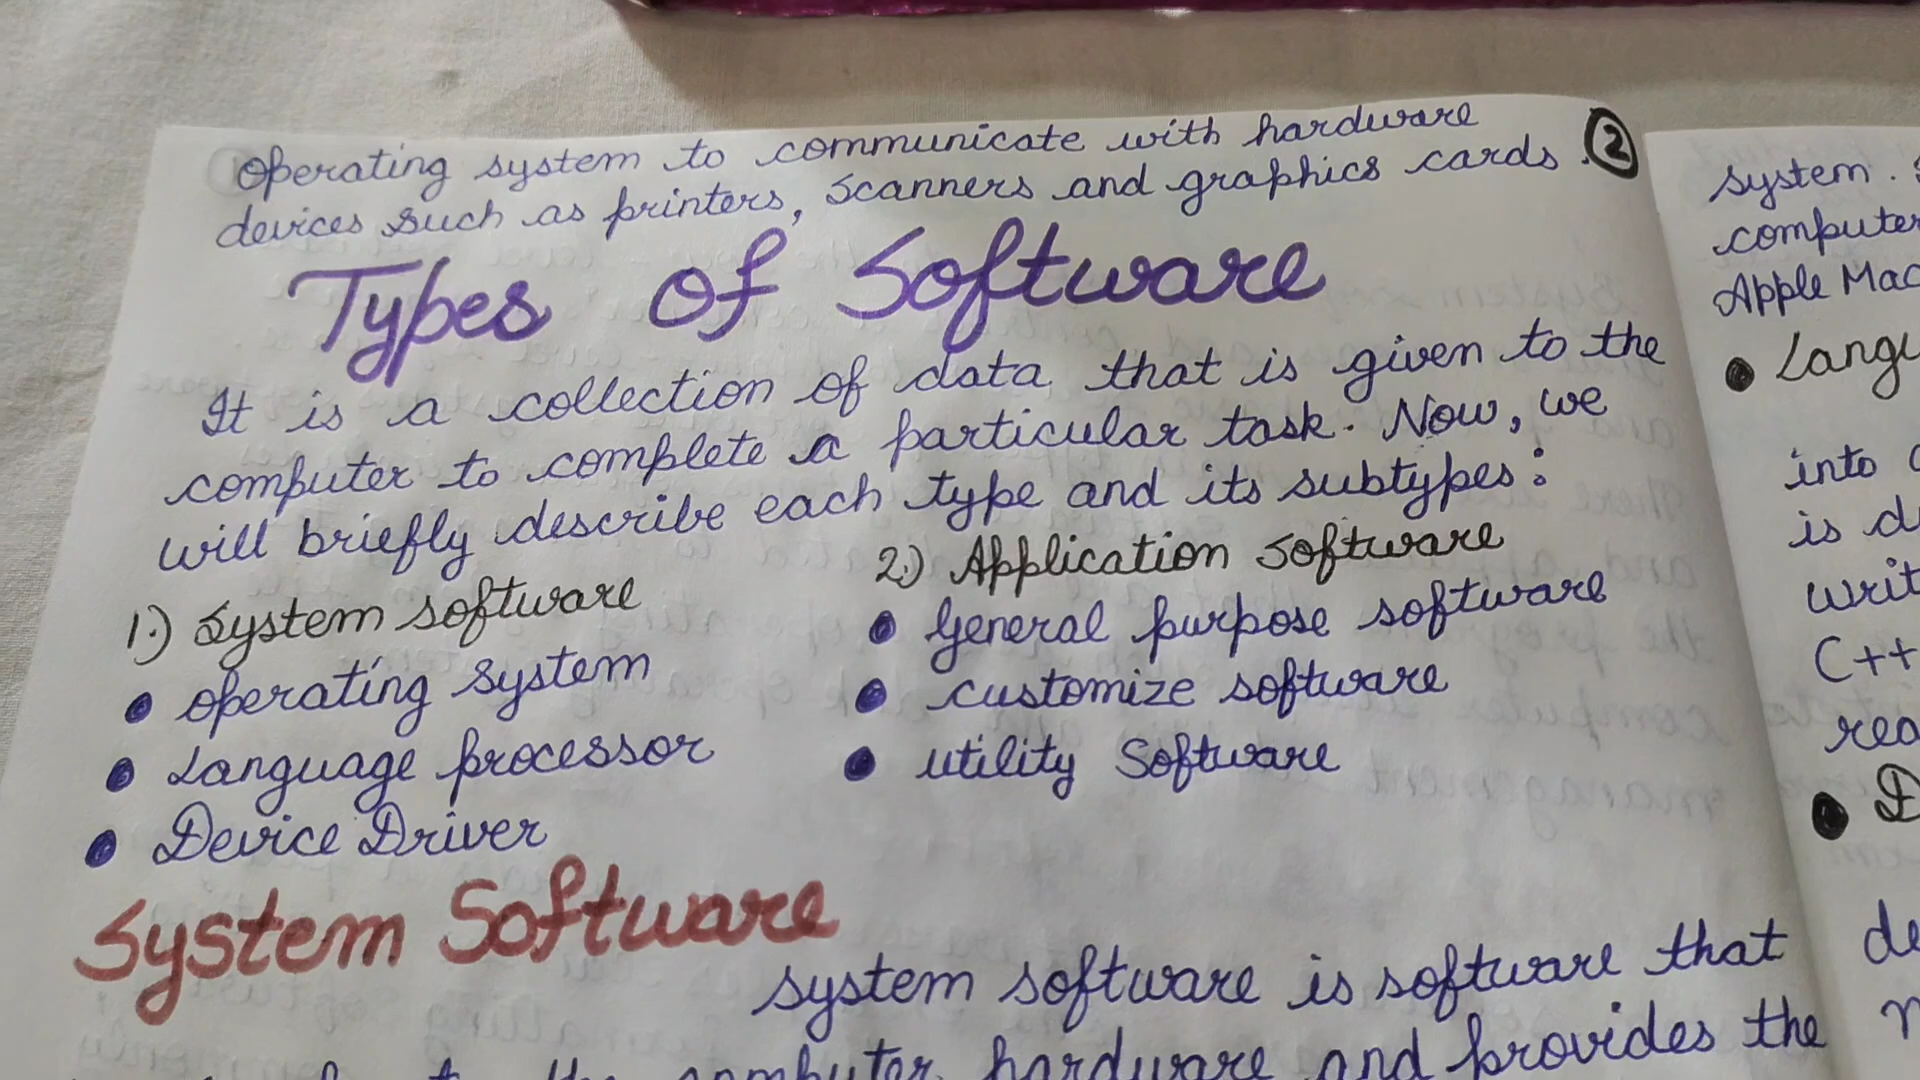 operating system to communicate with hardware
devices such as printers, scanners and graphics cards.
2
Types of Software
It is a collection of data that is given to the
computer to complete a particular task. Now, we
will briefly describe each type and its subtypes:
1.) System software
• operating system
• Language processor
• Device Driver
2.) Application software
• General purpose software
• customize software
• utility Software
System Software
system software is software that
computer hardware and provides the
system.
computer
Apple Mac
•
into
is
C++
•